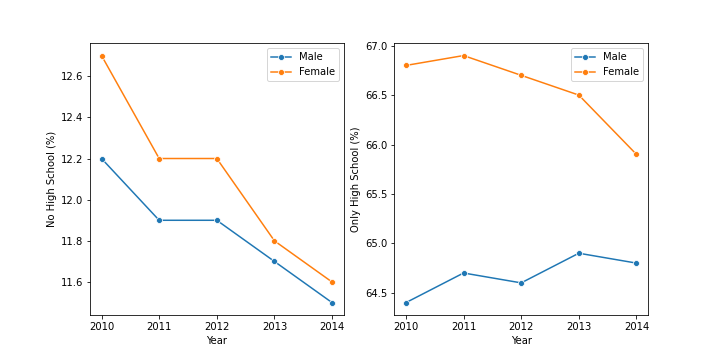 No High School (%)
12.6
12.4
12.2
12.0
11.8
11.6
2010 2011 2012 2013 2014
Year
Male
Female
Only High School (%)
67.0
66.5
66.0
65.5
65.0
64.5
2010 2011 2012 2013 2014
Year
Male
Female